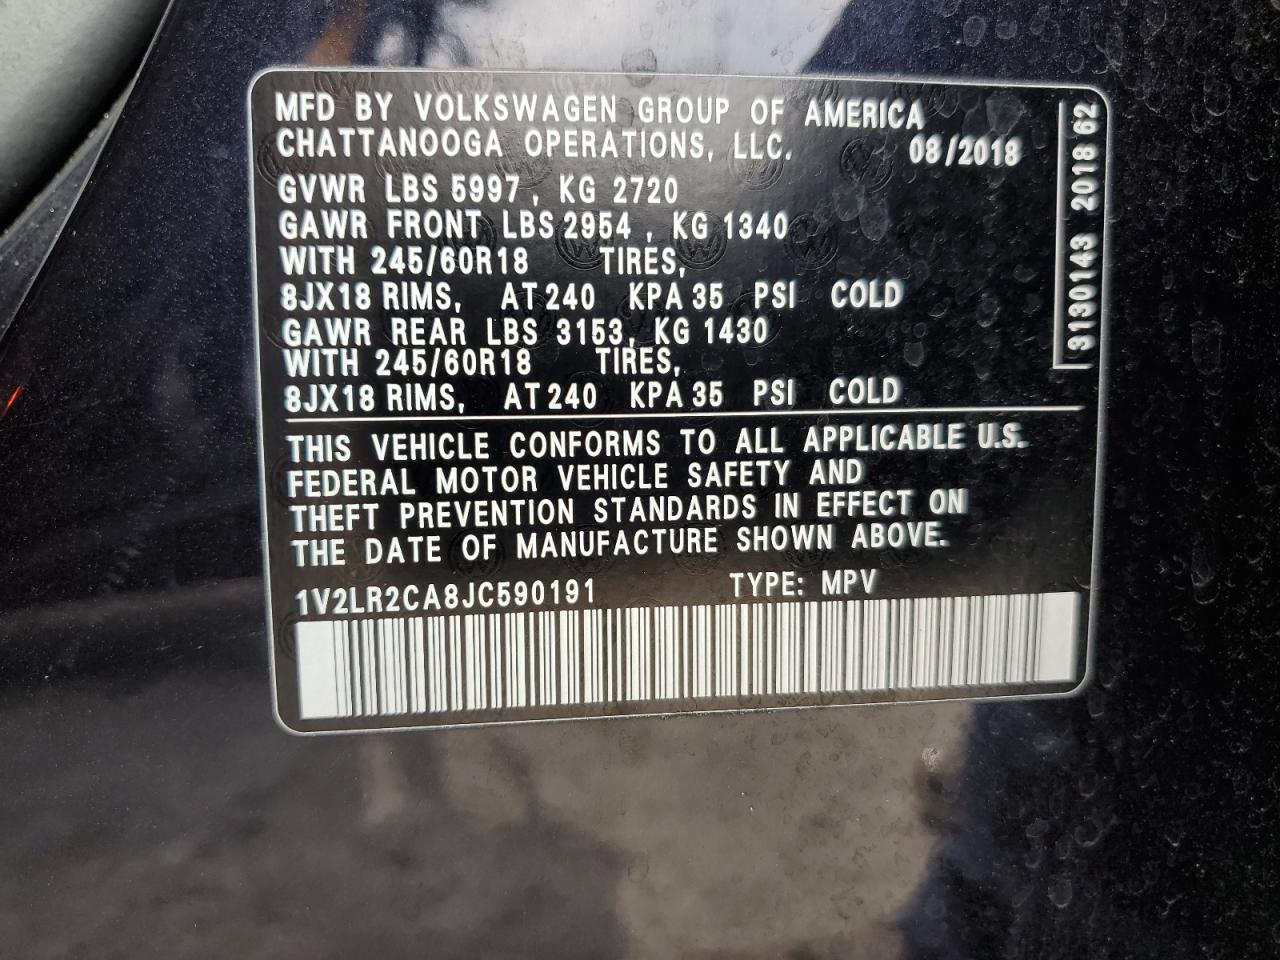 MFD BY VOLKSWAGEN GROUP OF AMERICA
CHATTANOOGA OPERATIONS, LLC. 08/2018
GVWR LBS 5997, KG 2720
GAWR FRONT LBS 2954, KG 1340
WITH 245/60R18 TIRES,
8JX18 RIMS, AT 240 KPA 35 PSI COLD
GAWR REAR LBS 3153, KG 1430
WITH 245/60R18 TIRES,
8JX18 RIMS, AT 240 KPA 35 PSI COLD
THIS VEHICLE CONFORMS TO ALL APPLICABLE U.S.
FEDERAL MOTOR VEHICLE SAFETY AND
THEFT PREVENTION STANDARDS IN EFFECT ON
THE DATE OF MANUFACTURE SHOWN ABOVE.
1V2LR2CA8JC590191 TYPE: MPV
3130143 2018 62